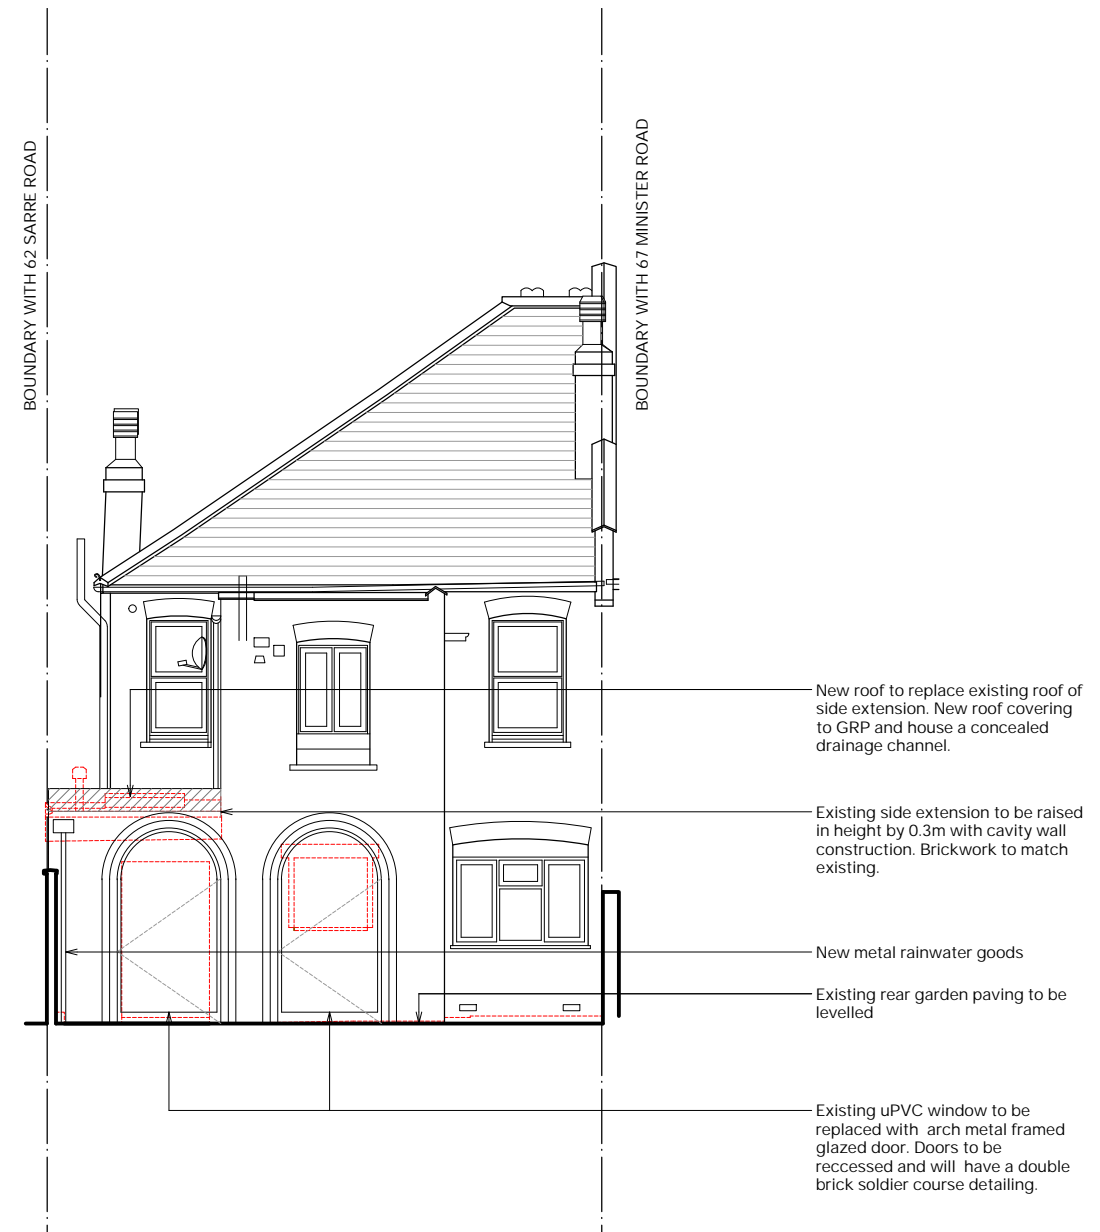 BOUNDARY WITH 62 SARRE ROAD
BOUNDARY WITH 67 MINISTER ROAD
New roof to replace existing roof of
side extension. New roof covering
to GRP and house a concealed
drainage channel.
Existing side extension to be raised
in height by 0.3m with cavity wall
construction. Brickwork to match
existing.
New metal rainwater goods
Existing rear garden paving to be
levelled
Existing uPVC window to be
replaced with  arch metal framed
glazed door. Doors to be
reccessed and will  have a double
brick soldier course detailing.